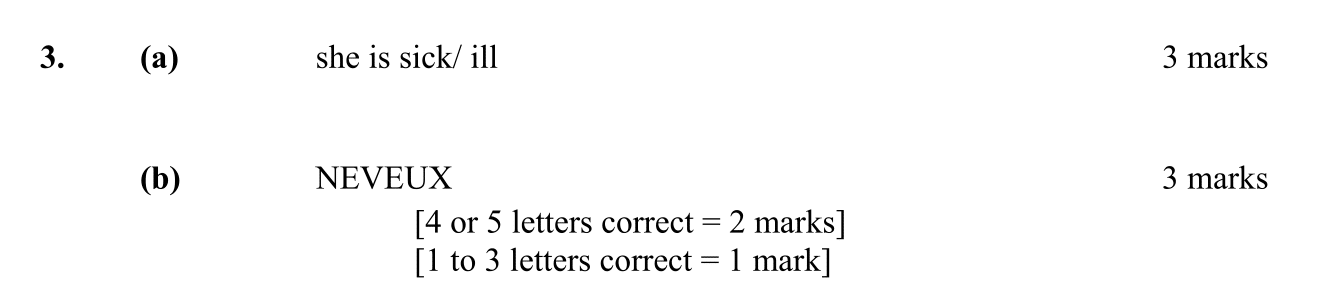 3. (a) she is sick/ ill 3 marks
(b) NEVEUX 3 marks
[4 or 5 letters correct = 2 marks]
[1 to 3 letters correct = 1 mark]